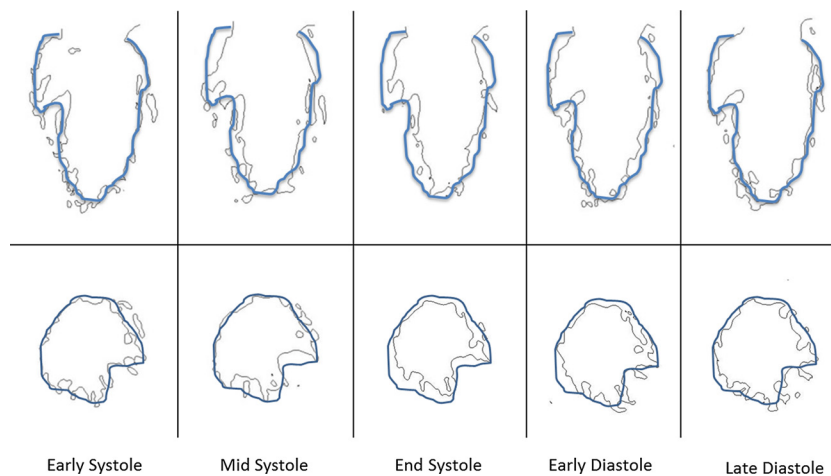 Early Systole
Mid Systole
End Systole
Early Diastole
Late Diastole